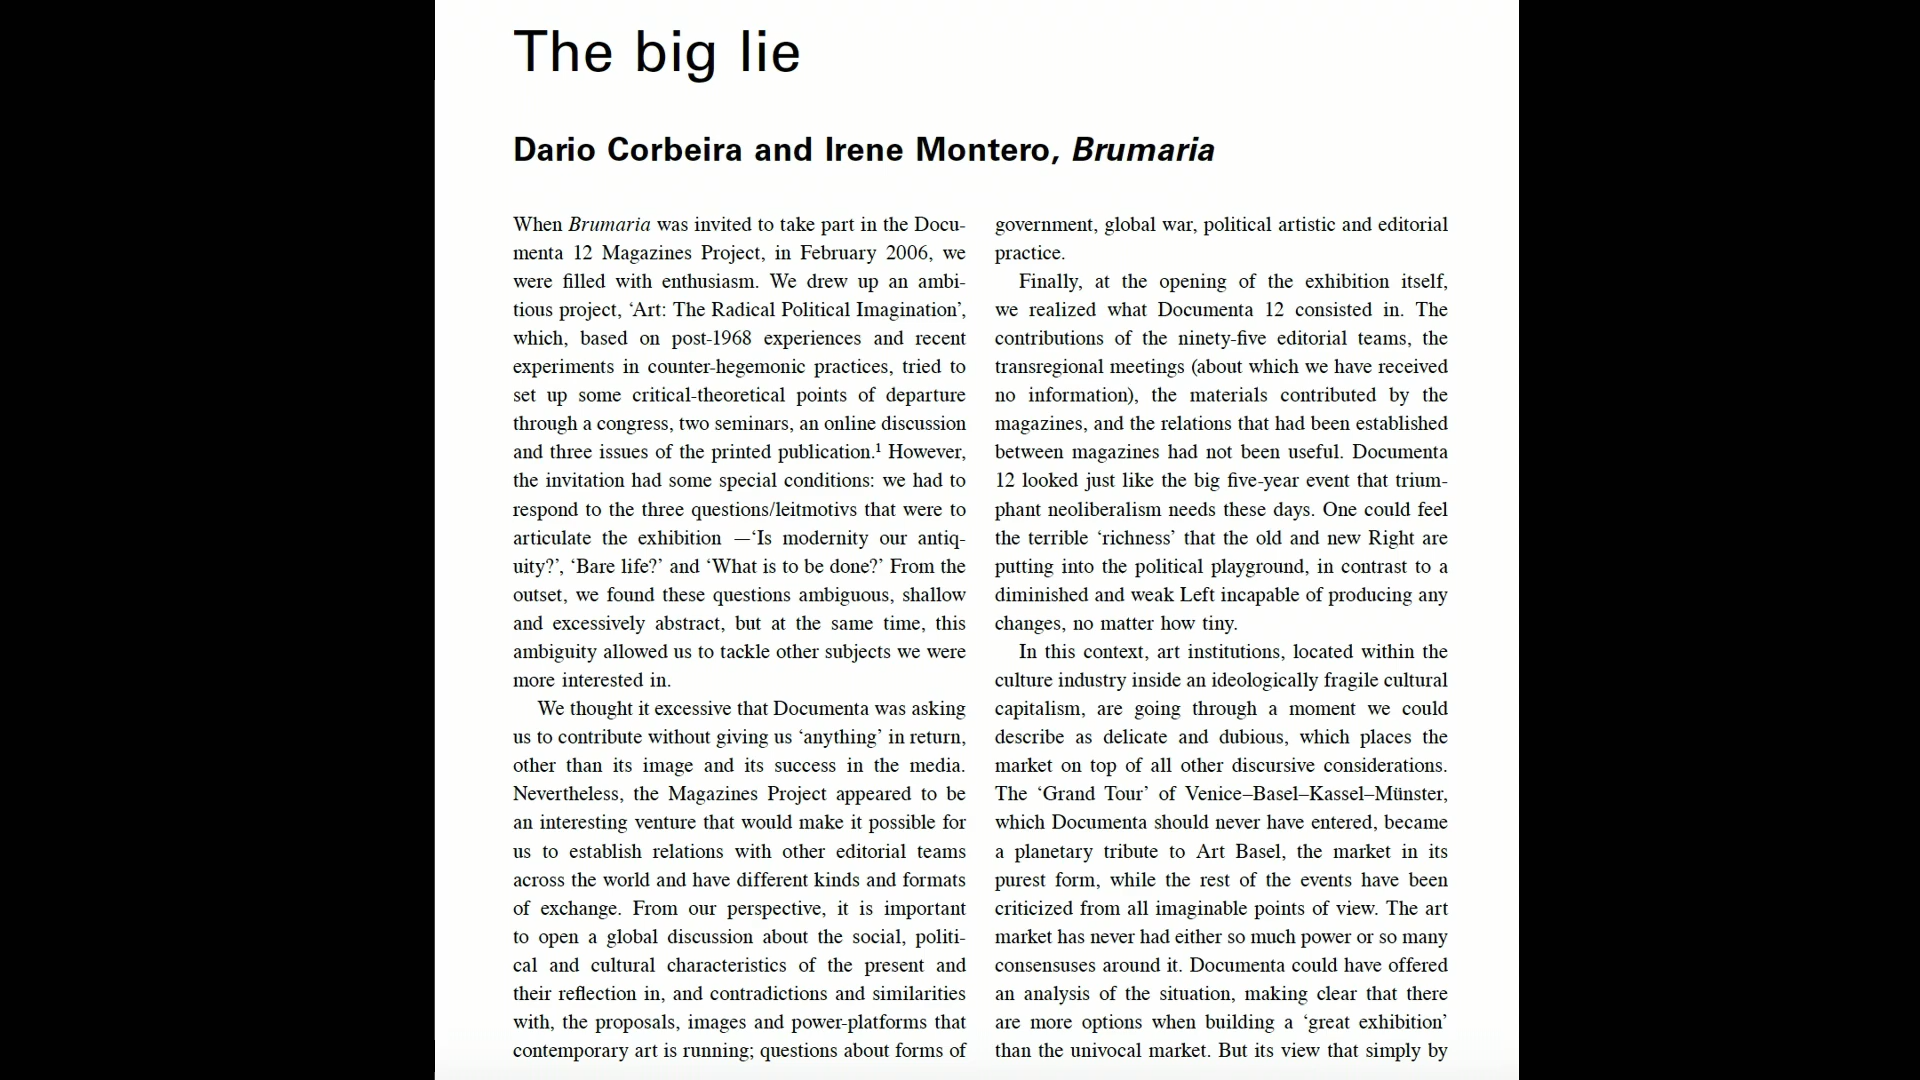 The big lie
Dario Corbeira and Irene Montero, Brumaria
When Brumaria was invited to take part in the Docu-
menta 12 Magazines Project, in February 2006, we
were filled with enthusiasm. We drew up an ambi-
tious project, ‘Art: The Radical Political Imagination’,
which, based on post-1968 experiences and recent
experiments in counter-hegemonic practices, tried to
set up some critical-theoretical points of departure
through a congress, two seminars, an online discussion
and three issues of the printed publication.¹ However,
the invitation had some special conditions: we had to
respond to the three questions/leitmotivs that were to
articulate the exhibition —‘Is modernity our antiq-
uity?’, ‘Bare life?’ and ‘What is to be done?’ From the
outset, we found these questions ambiguous, shallow
and excessively abstract, but at the same time, this
ambiguity allowed us to tackle other subjects we were
more interested in.
We thought it excessive that Documenta was asking
us to contribute without giving us ‘anything’ in return,
other than its image and its success in the media.
Nevertheless, the Magazines Project appeared to be
an interesting venture that would make it possible for
us to establish relations with other editorial teams
across the world and have different kinds and formats
of exchange. From our perspective, it is important
to open a global discussion about the social, politi-
cal and cultural characteristics of the present and
their reflection in, and contradictions and similarities
with, the proposals, images and power-platforms that
contemporary art is running; questions about forms of
government, global war, political artistic and editorial
practice.
Finally, at the opening of the exhibition itself,
we realized what Documenta 12 consisted in. The
contributions of the ninety-five editorial teams, the
transregional meetings (about which we have received
no information), the materials contributed by the
magazines, and the relations that had been established
between magazines had not been useful. Documenta
12 looked just like the big five-year event that trium-
phant neoliberalism needs these days. One could feel
the terrible ‘richness’ that the old and new Right are
putting into the political playground, in contrast to a
diminished and weak Left incapable of producing any
changes, no matter how tiny.
In this context, art institutions, located within the
culture industry inside an ideologically fragile cultural
capitalism, are going through a moment we could
describe as delicate and dubious, which places the
market on top of all other discursive considerations.
The ‘Grand Tour’ of Venice–Basel–Kassel–Münster,
which Documenta should never have entered, became
a planetary tribute to Art Basel, the market in its
purest form, while the rest of the events have been
criticized from all imaginable points of view. The art
market has never had either so much power or so many
consensuses around it. Documenta could have offered
an analysis of the situation, making clear that there
are more options when building a ‘great exhibition’
than the univocal market. But its view that simply by